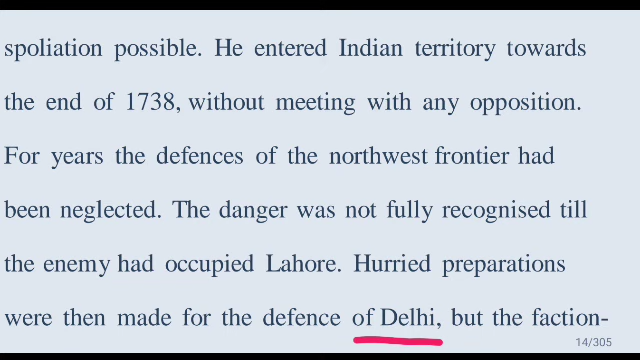 spoliation possible. He entered Indian territory towards
the end of 1738, without meeting with any opposition.
For years the defences of the northwest frontier had
been neglected. The danger was not fully recognised till
the enemy had occupied Lahore. Hurried preparations
were then made for the defence of Delhi, but the faction-
14/305